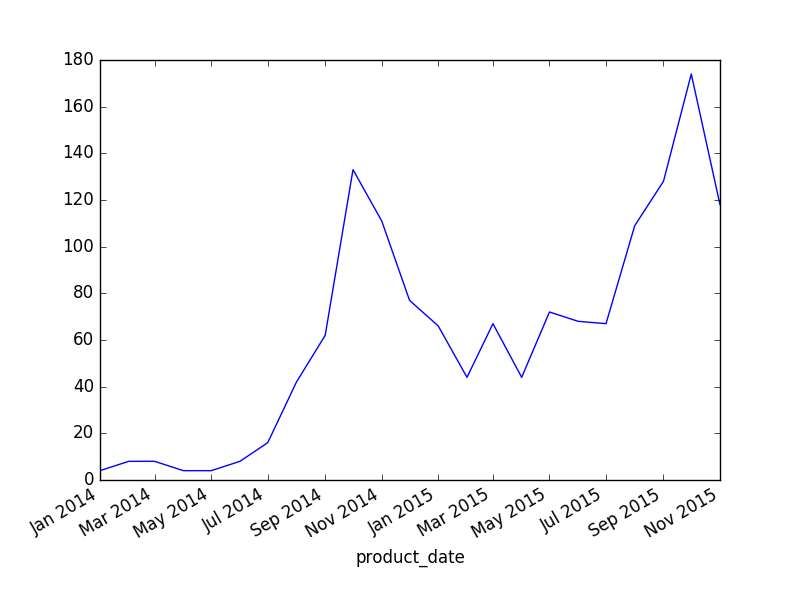 180
160
140
120
100
80
60
40
20
0
Jan 2014
Mar 2014
May 2014
Jul 2014
Sep 2014
Nov 2014
Jan 2015
Mar 2015
May 2015
Jul 2015
Sep 2015
Nov 2015
product_date